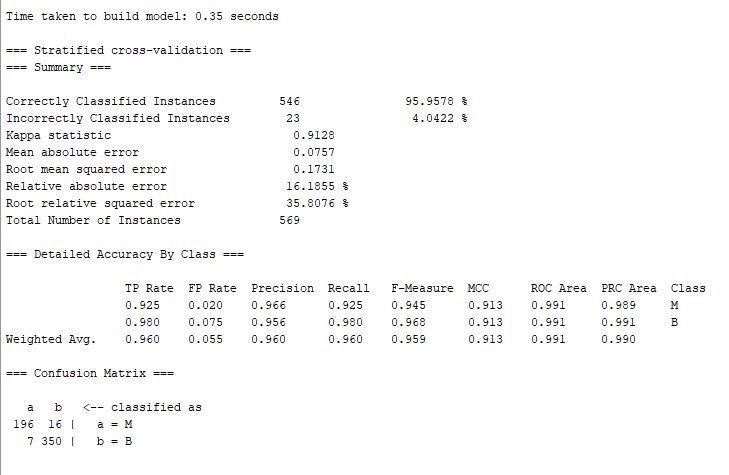 Time taken to build model: 0.35 seconds
=== Stratified cross-validation ===
=== Summary ===
Correctly Classified Instances 546 95.9578 %
Incorrectly Classified Instances 23 4.0422 %
Kappa statistic 0.9128
Mean absolute error 0.0757
Root mean squared error 0.1731
Relative absolute error 16.1855 %
Root relative squared error 35.8076 %
Total Number of Instances 569
=== Detailed Accuracy By Class ===
TP Rate FP Rate Precision Recall F-Measure MCC ROC Area PRC Area Class
0.925 0.020 0.966 0.925 0.945 0.913 0.991 0.989 M
0.980 0.075 0.956 0.980 0.968 0.913 0.991 0.991 B
Weighted Avg. 0.960 0.055 0.960 0.960 0.959 0.913 0.991 0.990
=== Confusion Matrix ===
a b <-- classified as
196 16 | a = M
7 350 | b = B